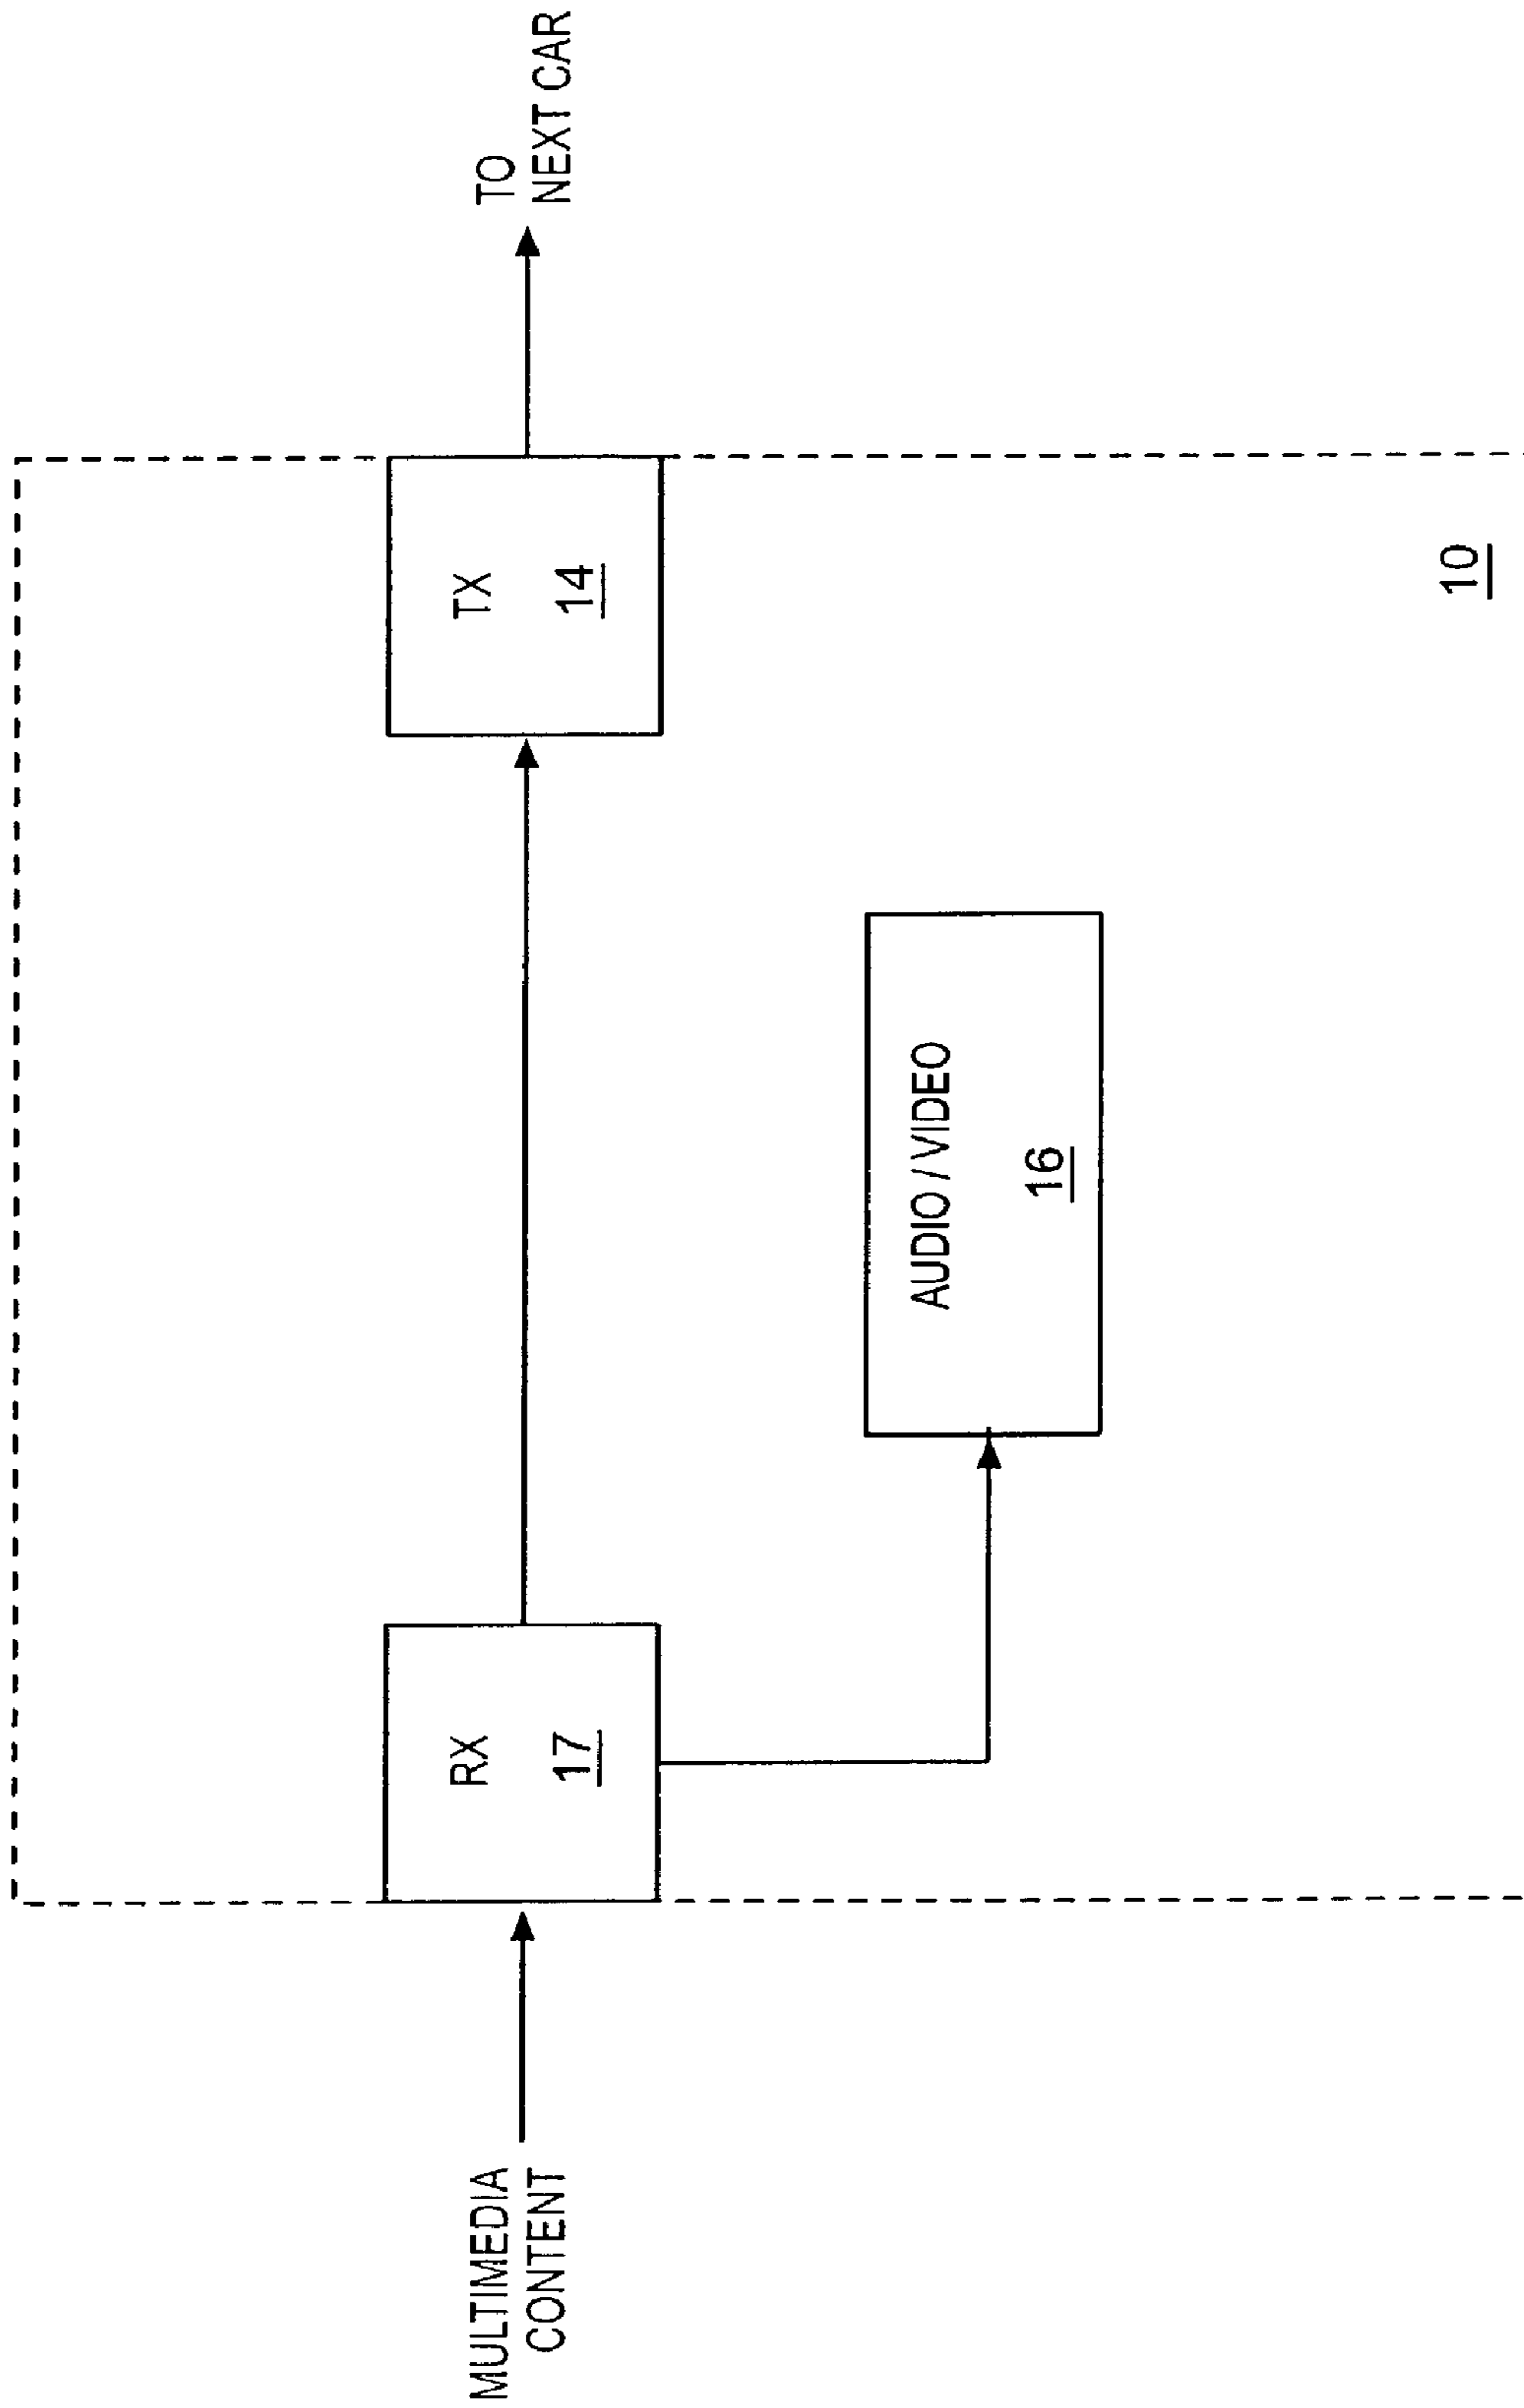 MULTIMEDIA
CONTENT
RX
17
AUDIO / VIDEO
16
TX
14
TO
NEXT CAR
10